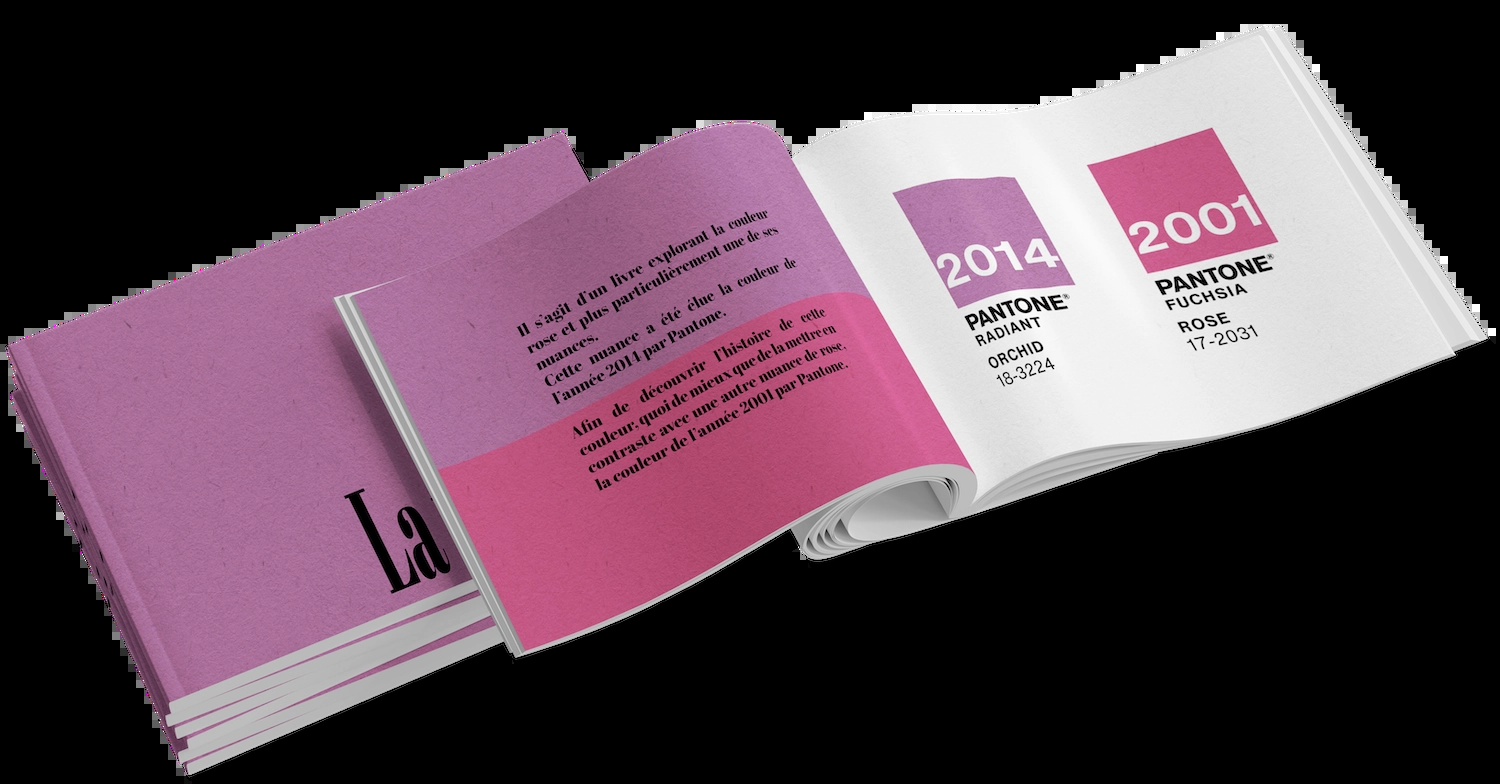 La
Il s'agit d'un livre explorant la couleur
rose et plus particulièrement une de ses
nuances.
Cette nuance a été élue la couleur de
l'année 2014 par Pantone.
Afin de découvrir l'histoire de cette
couleur, quoi de mieux que de la mettre en
contraste avec une autre nuance de rose,
la couleur de l'année 2001 par Pantone.
2014
PANTONE®
RADIANT
ORCHID
18-3224
2001
PANTONE®
FUCHSIA
ROSE
17-2031